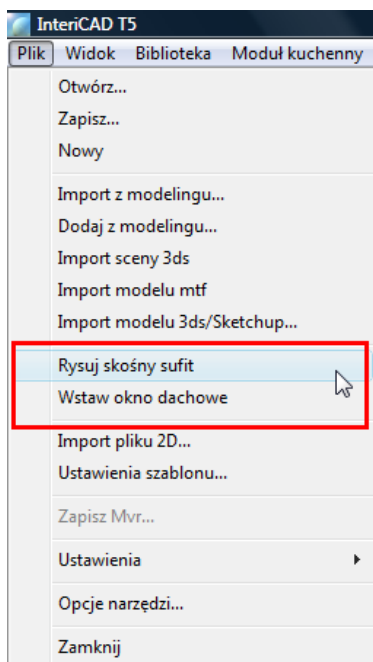 InteriCAD T5
Plik Widok Biblioteka Moduł kuchenny
Otwórz...
Zapisz...
Nowy
Import z modelingu...
Dodaj z modelingu...
Import sceny 3ds
Import modelu mtf
Import modelu 3ds/Sketchup...
Rysuj skośny sufit
Wstaw okno dachowe
Import pliku 2D...
Ustawienia szablonu...
Zapisz Mvr...
Ustawienia
Opcje narzędzi...
Zamknij